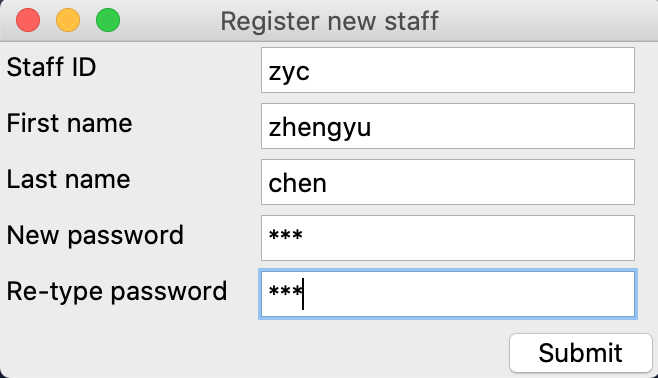 Register new staff
Staff ID zyc
First name zhengyu
Last name chen
New password ***
Re-type password ***
Submit